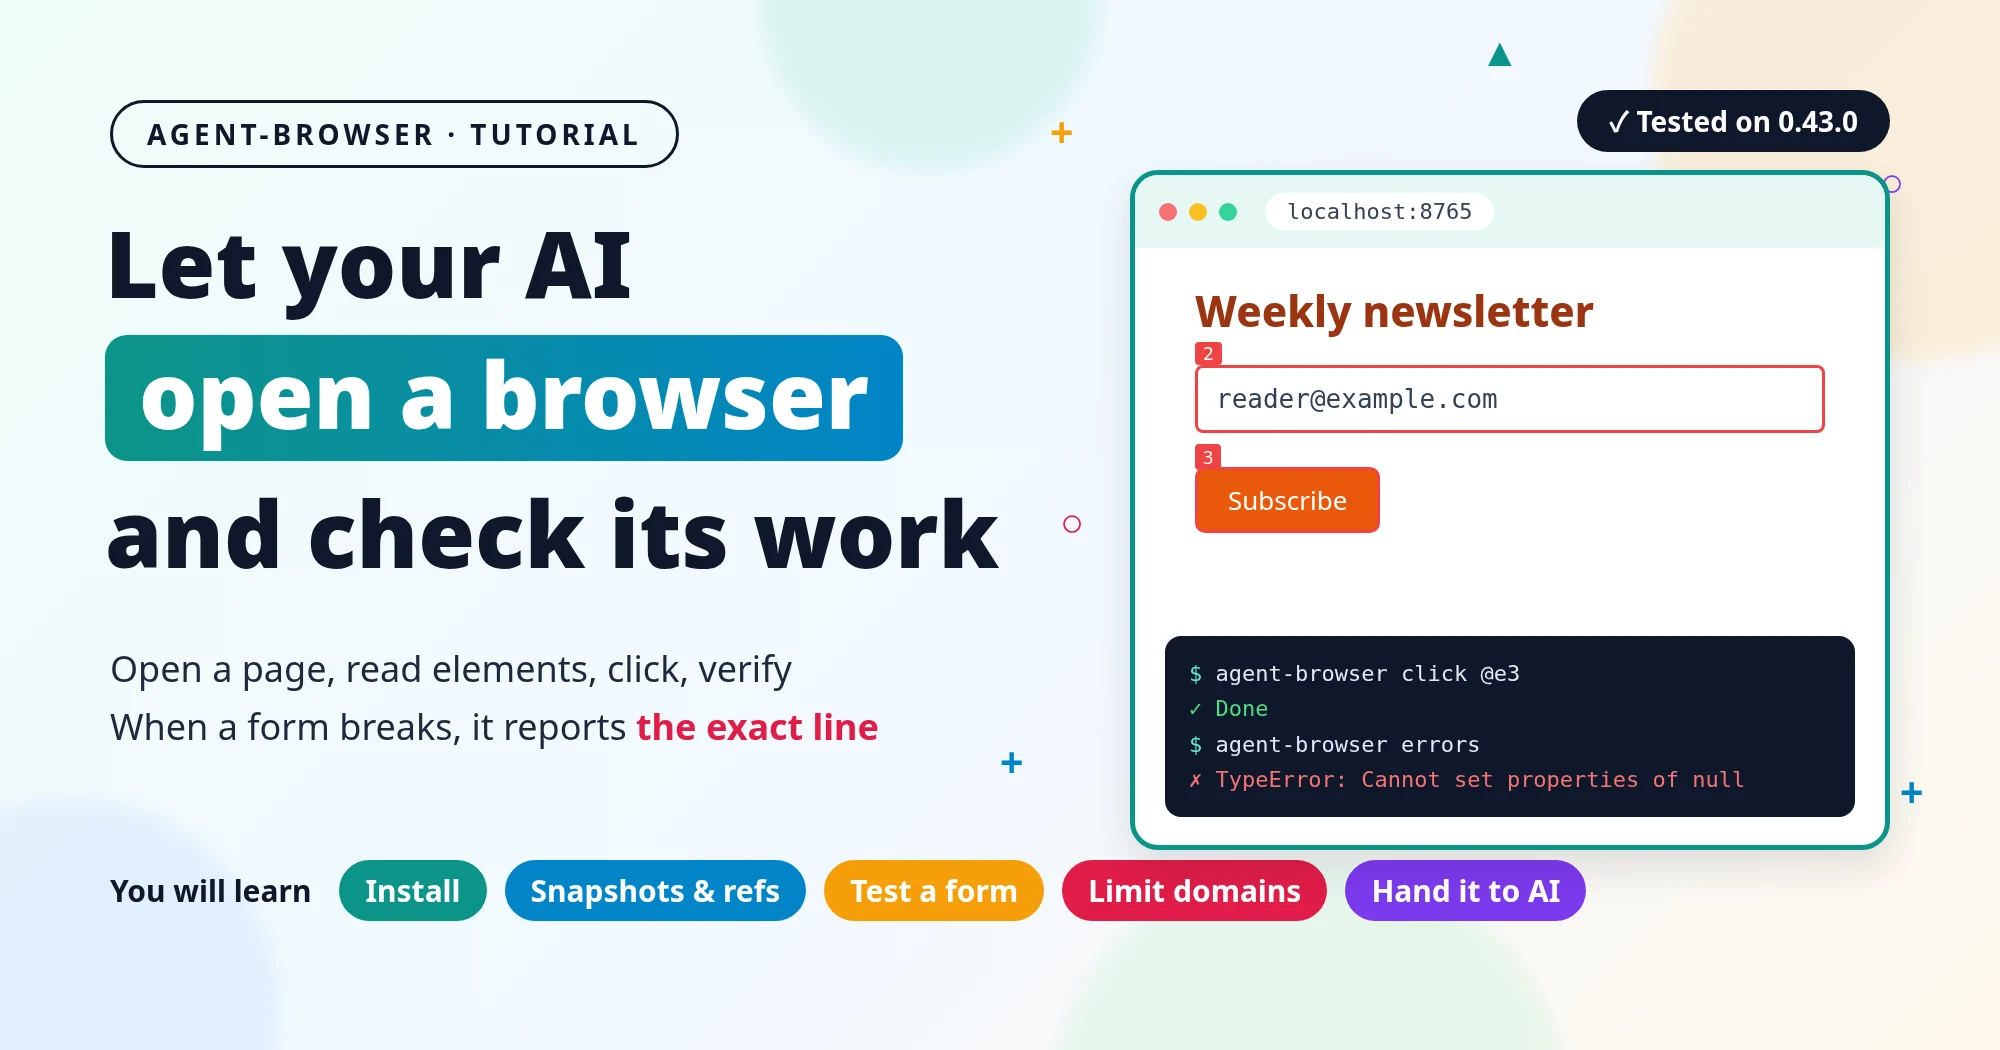 AGENT-BROWSER · TUTORIAL
Let your AI
open a browser
and check its work
Open a page, read elements, click, verify
When a form breaks, it reports the exact line
You will learn
Install
Snapshots & refs
Test a form
Limit domains
Hand it to AI
✓ Tested on 0.43.0
localhost:8765
Weekly newsletter
2
reader@example.com
3
Subscribe
$ agent-browser click @e3
✓ Done
$ agent-browser errors
✗ TypeError: Cannot set properties of null